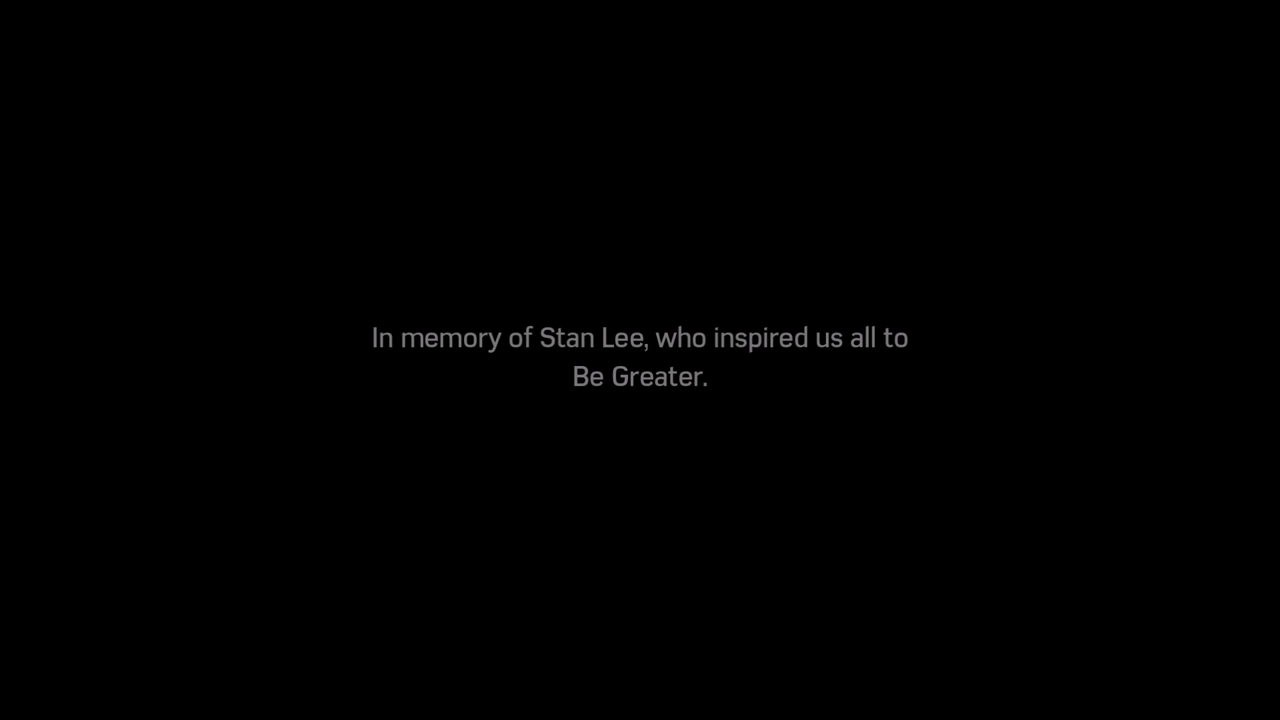 In memory of Stan Lee, who inspired us all to
Be Greater.